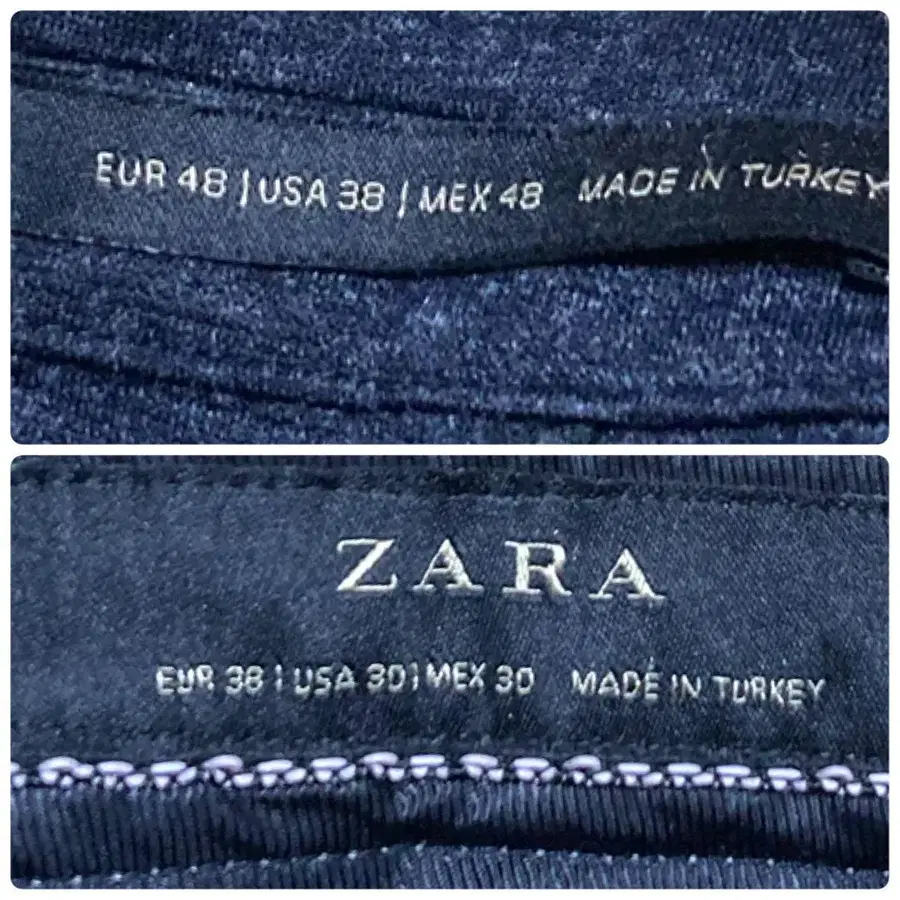 EUR 48 | USA 38 | MEX 48 MADE IN TURKEY
ZARA
EUR 38 | USA 30 | MEX 30 MADE IN TURKEY